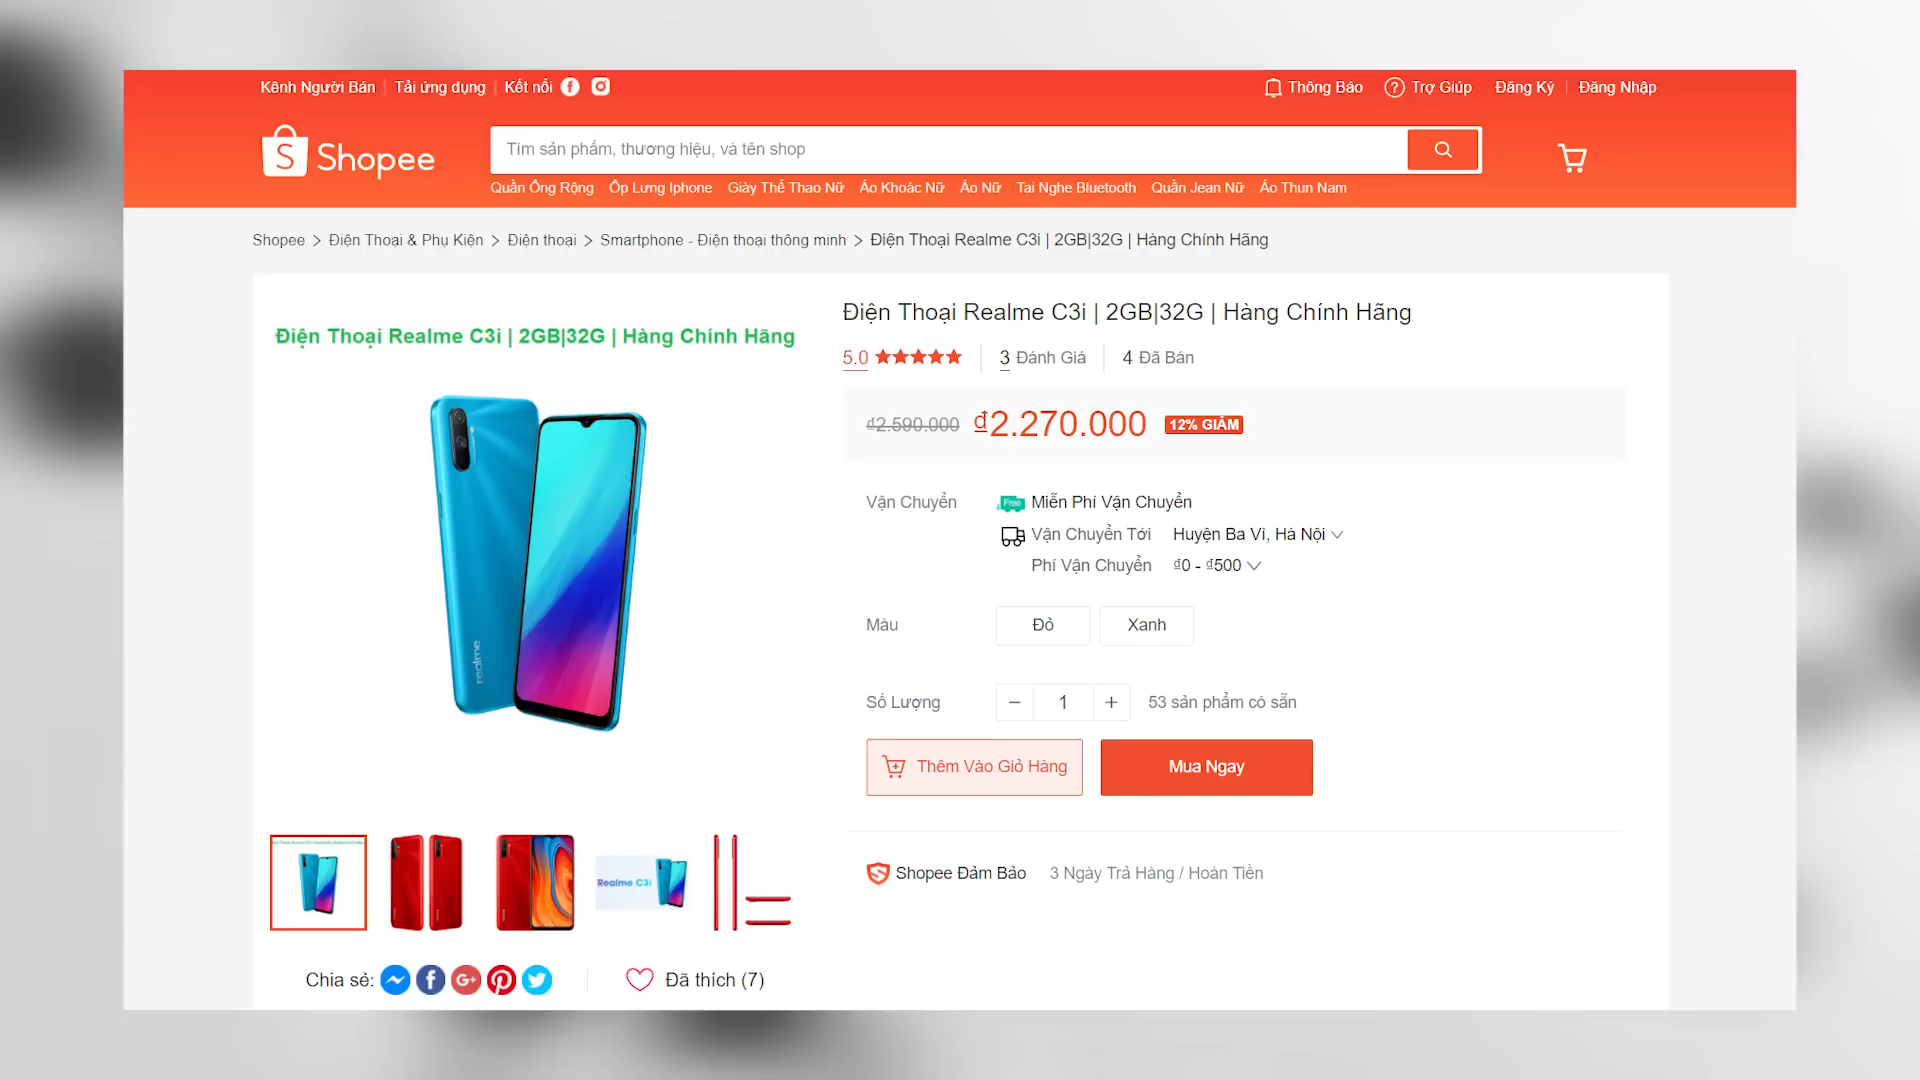 Kênh Người Bán | Tải ứng dụng | Kết nối
Thông Báo Trợ Giúp Đăng Ký | Đăng Nhập
Shopee
Tìm sản phẩm, thương hiệu, và tên shop
Quần Ống Rộng Ốp Lưng Iphone Giày Thể Thao Nữ Áo Khoác Nữ Áo Nữ Tai Nghe Bluetooth Quần Jean Nữ Áo Thun Nam
Shopee > Điện Thoại & Phụ Kiện > Điện thoại > Smartphone - Điện thoại thông minh > Điện Thoại Realme C3i | 2GB|32G | Hàng Chính Hãng
Điện Thoại Realme C3i | 2GB|32G | Hàng Chính Hãng
realme
Điện Thoại Realme C3i | 2GB|32G | Hàng Chính Hãng
5.0 3 Đánh Giá 4 Đã Bán
₫2.590.000 ₫2.270.000 12% GIẢM
Vận Chuyển Free Miễn Phí Vận Chuyển
Vận Chuyển Tới Huyện Ba Vì, Hà Nội
Phí Vận Chuyển ₫0 - ₫500
Màu Đỏ Xanh
Số Lượng 1 53 sản phẩm có sẵn
Thêm Vào Giỏ Hàng Mua Ngay
Shopee Đảm Bảo 3 Ngày Trả Hàng / Hoàn Tiền
Realme C3i
Chia sẻ: Đã thích (7)